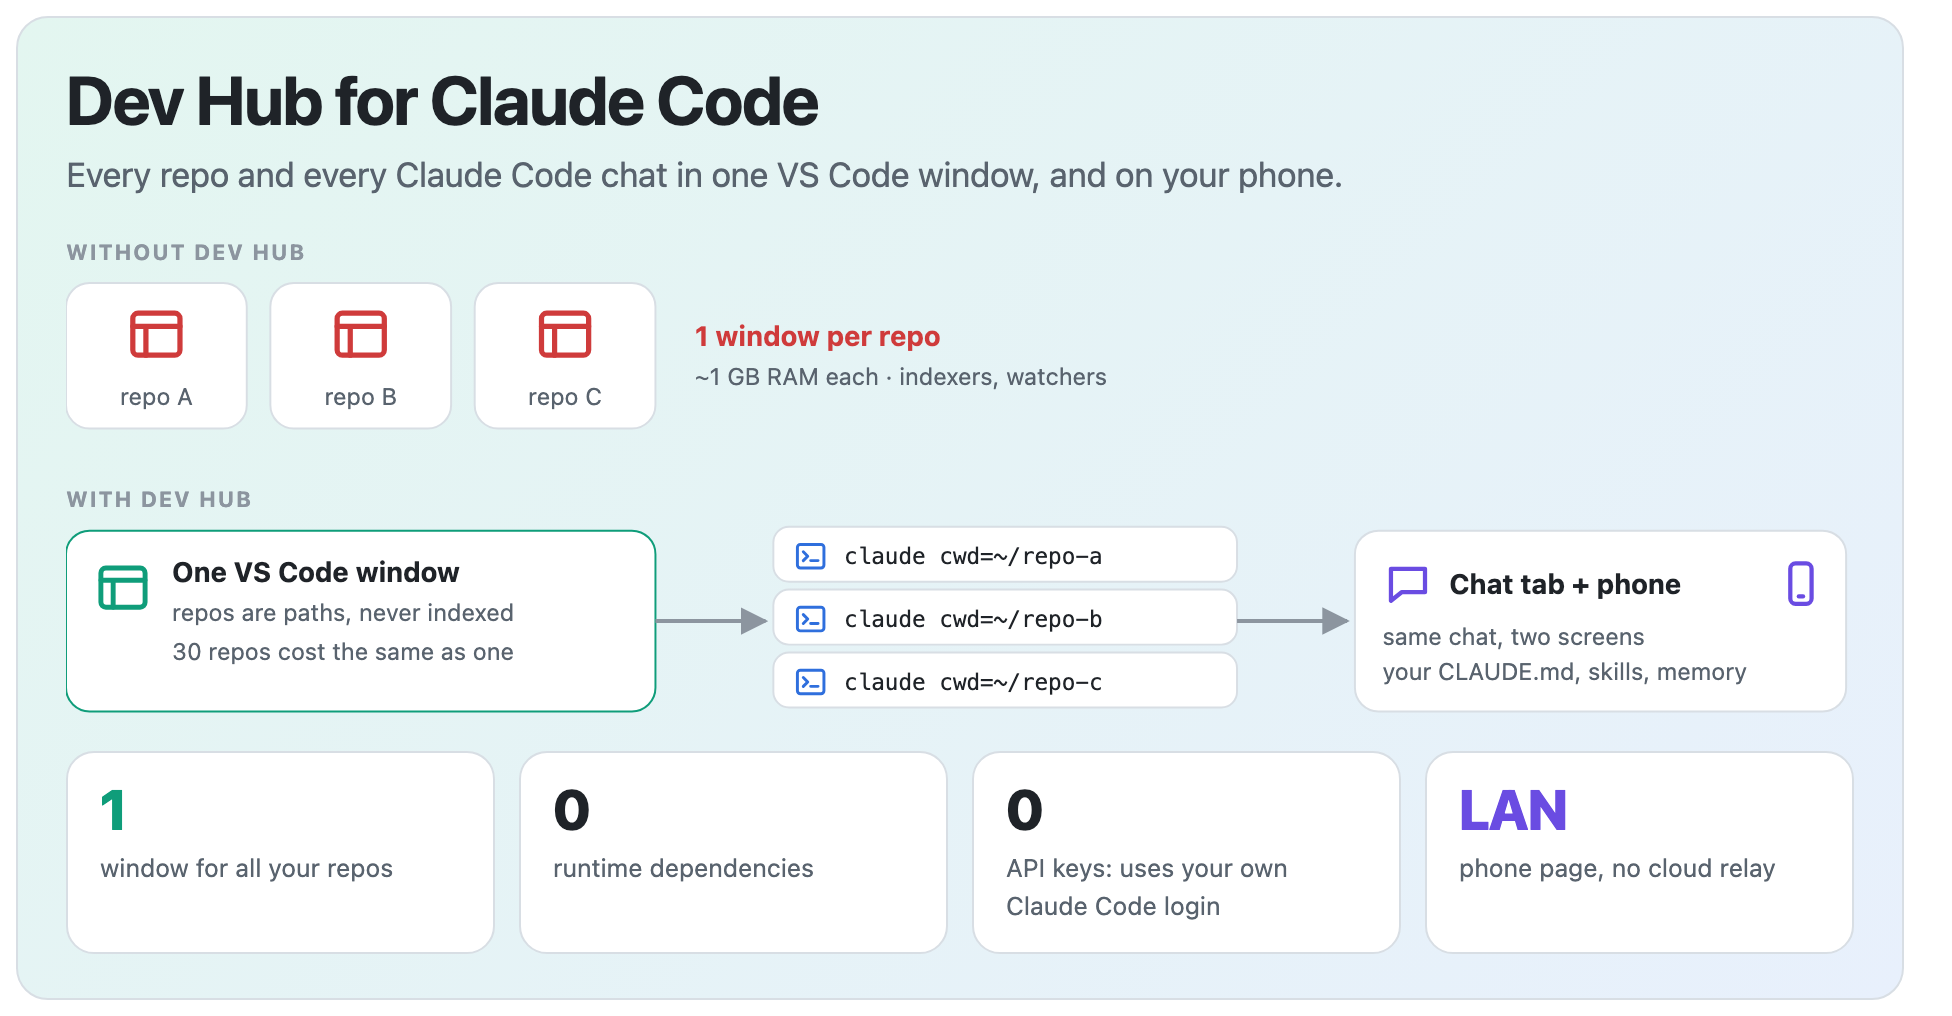 Dev Hub for Claude Code
Every repo and every Claude Code chat in one VS Code window, and on your phone.
WITHOUT DEV HUB
repo A
repo B
repo C
1 window per repo
~1 GB RAM each · indexers, watchers
WITH DEV HUB
One VS Code window
repos are paths, never indexed
30 repos cost the same as one
claude cwd=~/repo-a
claude cwd=~/repo-b
claude cwd=~/repo-c
Chat tab + phone
same chat, two screens
your CLAUDE.md, skills, memory
1
window for all your repos
0
runtime dependencies
0
API keys: uses your own
Claude Code login
LAN
phone page, no cloud relay